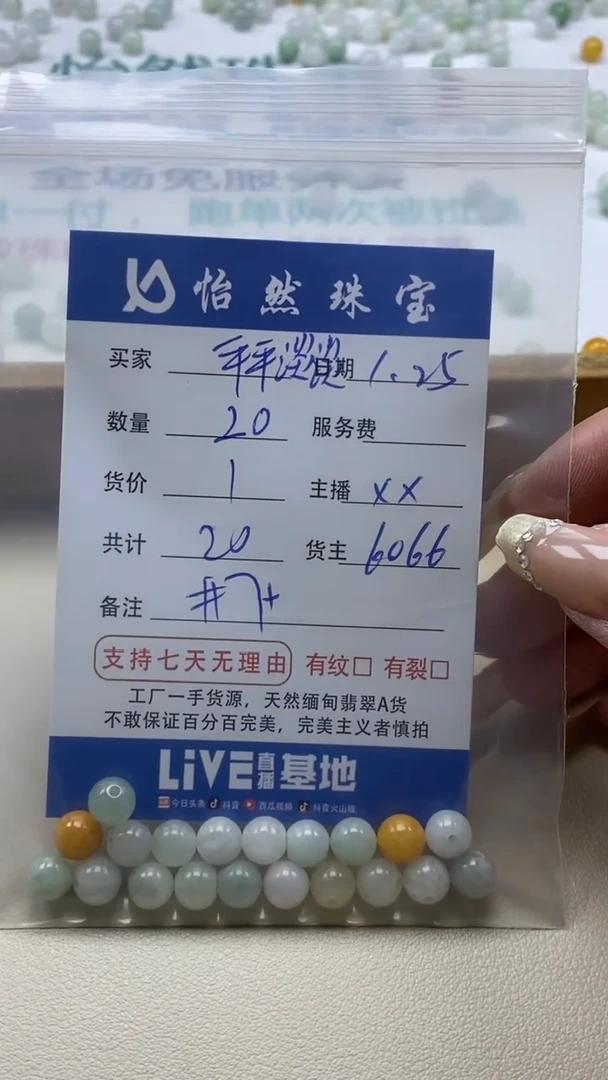 怡然珠宝
买家 平平淡淡 日期 1.25
数量 20 服务费
货价 1 主播 xx
共计 20 货主 6066
备注
支持七天无理由 有纹□ 有裂□
工厂一手货源，天然缅甸翡翠A货
不敢保证百分百完美，完美主义者慎拍
LiVE直播基地
今日头条 抖音 西瓜视频 抖音火山版